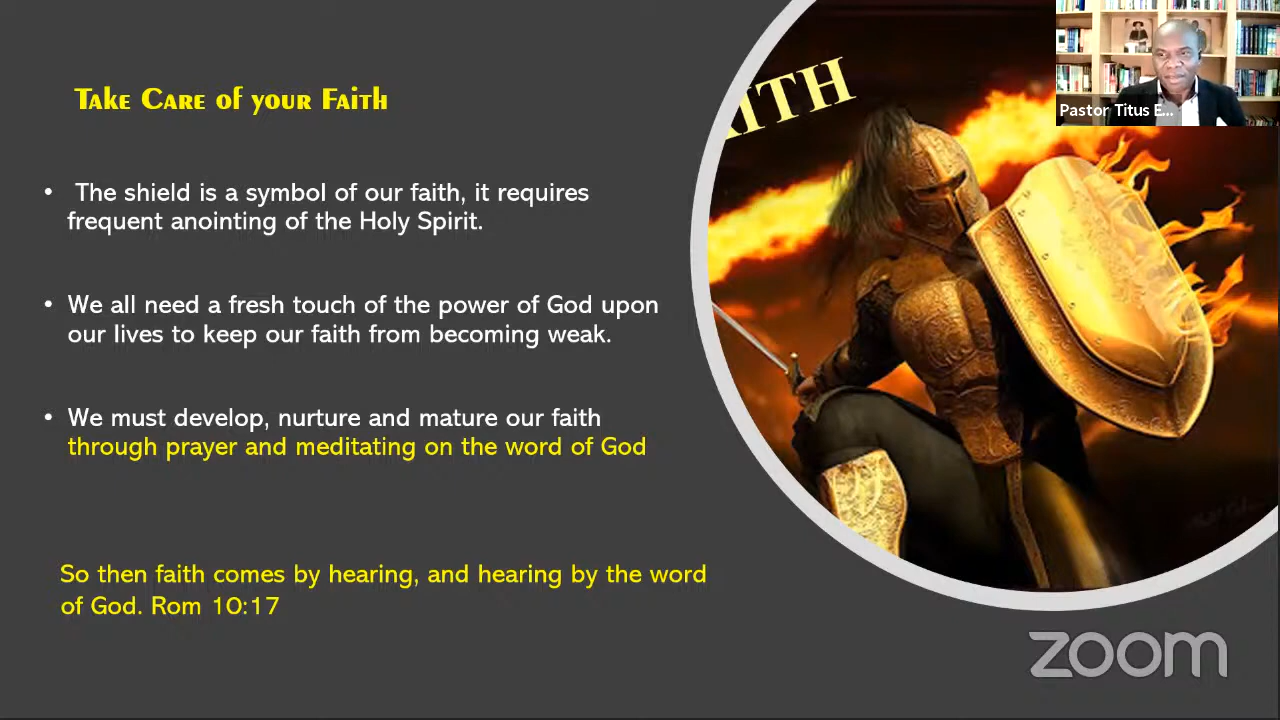 Take Care of your Faith
• The shield is a symbol of our faith, it requires
frequent anointing of the Holy Spirit.
• We all need a fresh touch of the power of God upon
our lives to keep our faith from becoming weak.
• We must develop, nurture and mature our faith
through prayer and meditating on the word of God
So then faith comes by hearing, and hearing by the word
of God. Rom 10:17
ITH
Pastor Titus E...
zoom